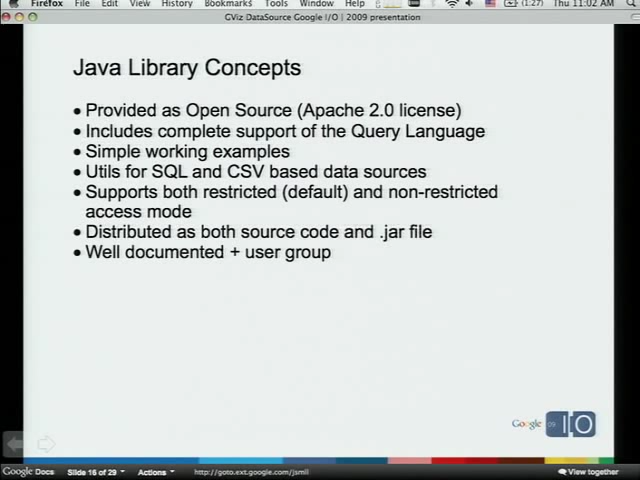 Firefox File Edit View History Bookmarks Tools Window Help (1:27) Thu 11:02 AM
GViz DataSource Google I/O | 2009 presentation
Java Library Concepts
• Provided as Open Source (Apache 2.0 license)
• Includes complete support of the Query Language
• Simple working examples
• Utils for SQL and CSV based data sources
• Supports both restricted (default) and non-restricted
access mode
• Distributed as both source code and .jar file
• Well documented + user group
Google IO
Google Docs Slide 16 of 29 Actions http://goto.ext.google.com/jsmil View together